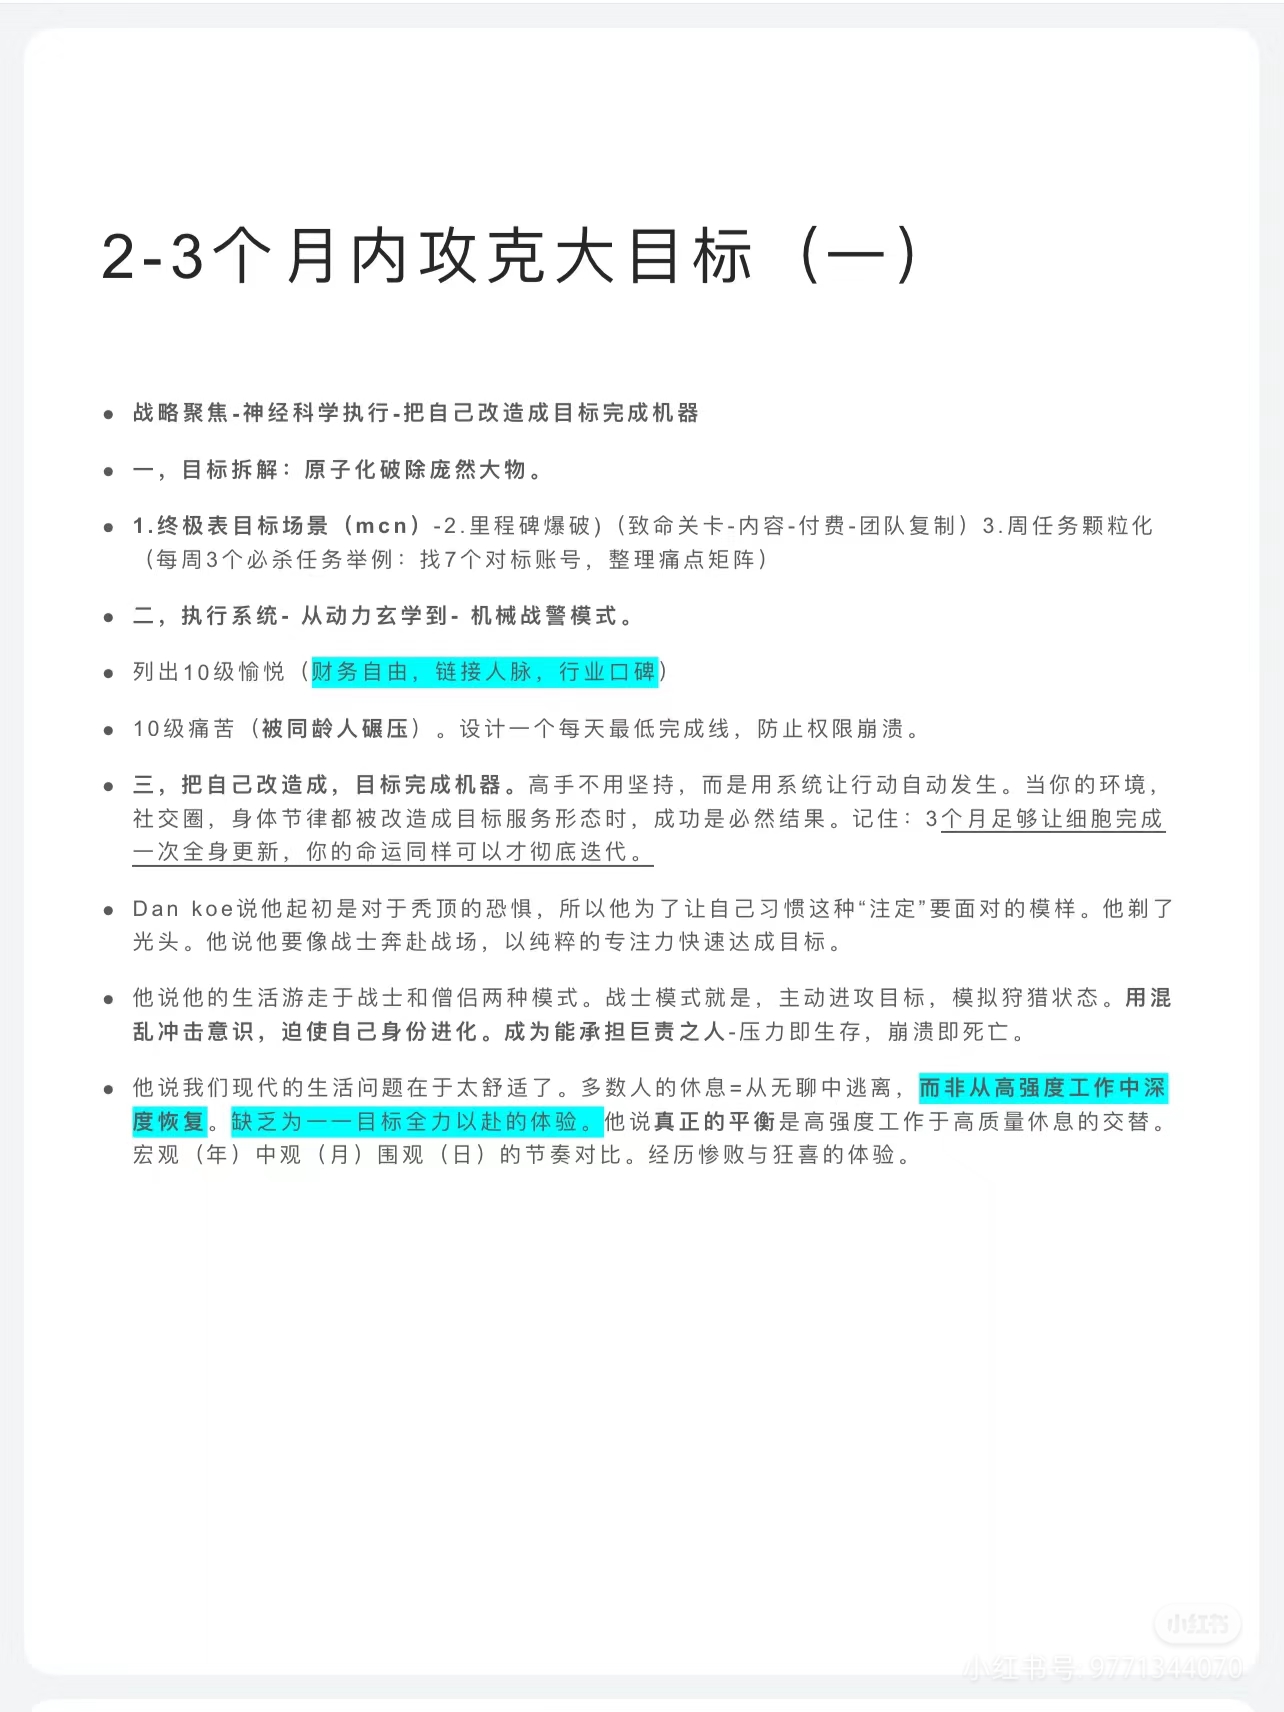 2-3个月内攻克大目标（一）
战略聚焦-神经科学执行-把自己改造成目标完成机器
一，目标拆解：原子化破除庞然大物。
1.终极表目标场景（mcn）-2.里程碑爆破)（致命关卡-内容-付费-团队复制）3.周任务颗粒化
（每周3个必杀任务举例：找7个对标账号，整理痛点矩阵）
二，执行系统- 从动力玄学到- 机械战警模式。
列出10级愉悦（财务自由，链接人脉，行业口碑）
10级痛苦（被同龄人碾压）。设计一个每天最低完成线，防止权限崩溃。
三，把自己改造成，目标完成机器。高手不用坚持，而是用系统让行动自动发生。当你的环境，
社交圈，身体节律都被改造成目标服务形态时，成功是必然结果。记住：3个月足够让细胞完成
一次全身更新，你的命运同样可以才彻底迭代。
Dan koe说他起初是对于秃顶的恐惧，所以他为了让自己习惯这种“注定”要面对的模样。他剃了
光头。他说他要像战士奔赴战场，以纯粹的专注力快速达成目标。
他说他的生活游走于战士和僧侣两种模式。战士模式就是，主动进攻目标，模拟狩猎状态。用混
乱冲击意识，迫使自己身份进化。成为能承担巨责之人-压力即生存，崩溃即死亡。
他说我们现代的生活问题在于太舒适了。多数人的休息=从无聊中逃离，而非从高强度工作中深
度恢复。缺乏为一一目标全力以赴的体验。他说真正的平衡是高强度工作于高质量休息的交替。
宏观（年）中观（月）围观（日）的节奏对比。经历惨败与狂喜的体验。
小红书
小红书号: 9771344070